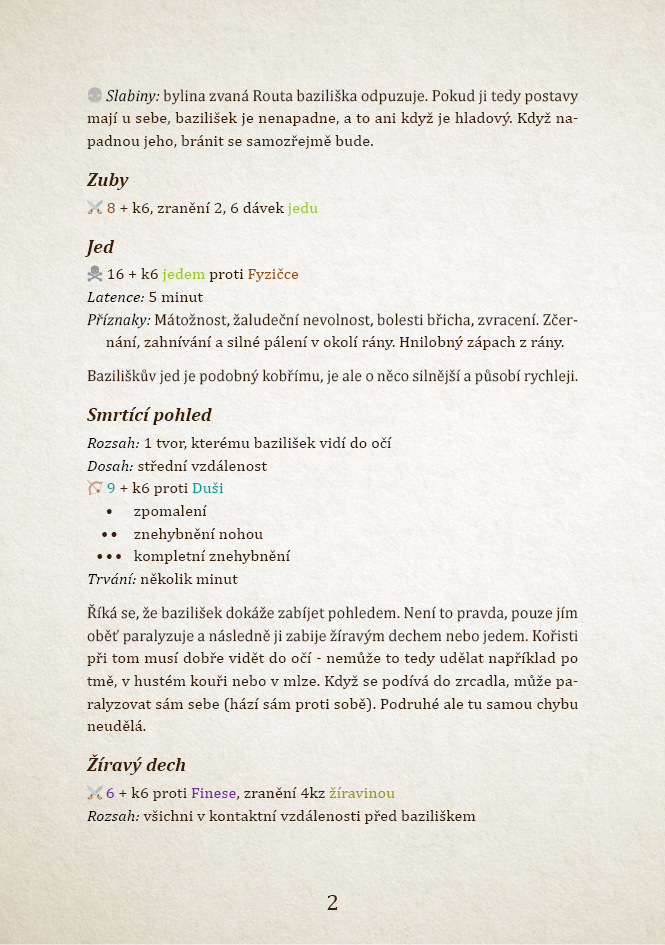 Slabiny: bylina zvaná Routa baziliška odpuzuje. Pokud ji tedy postavy
mají u sebe, bazilišek je nenapadne, a to ani když je hladový. Když na-
padnou jeho, bránit se samozřejmě bude.
Zuby
8 + k6, zranění 2, 6 dávek jedu
Jed
16 + k6 jedem proti Fyzičce
Latence: 5 minut
Příznaky: Mátožnost, žaludeční nevolnost, bolesti břicha, zvracení. Zčer-
nání, zahnívání a silné pálení v okolí rány. Hnilobný zápach z rány.
Baziliškův jed je podobný kobřímu, je ale o něco silnější a působí rychleji.
Smrtící pohled
Rozsah: 1 tvor, kterému bazilišek vidí do očí
Dosah: střední vzdálenost
9 + k6 proti Duši
• zpomalení
•• znehybnění nohou
••• kompletní znehybnění
Trvání: několik minut
Říká se, že bazilišek dokáže zabíjet pohledem. Není to pravda, pouze jím
oběť paralyzuje a následně ji zabije žíravým dechem nebo jedem. Kořisti
při tom musí dobře vidět do očí - nemůže to tedy udělat například po
tmě, v hustém kouři nebo v mlze. Když se podívá do zrcadla, může pa-
ralyzovat sám sebe (hází sám proti sobě). Podruhé ale tu samou chybu
neudělá.
Žíravý dech
6 + k6 proti Finese, zranění 4kz žíravinou
Rozsah: všichni v kontaktní vzdálenosti před baziliškem
2